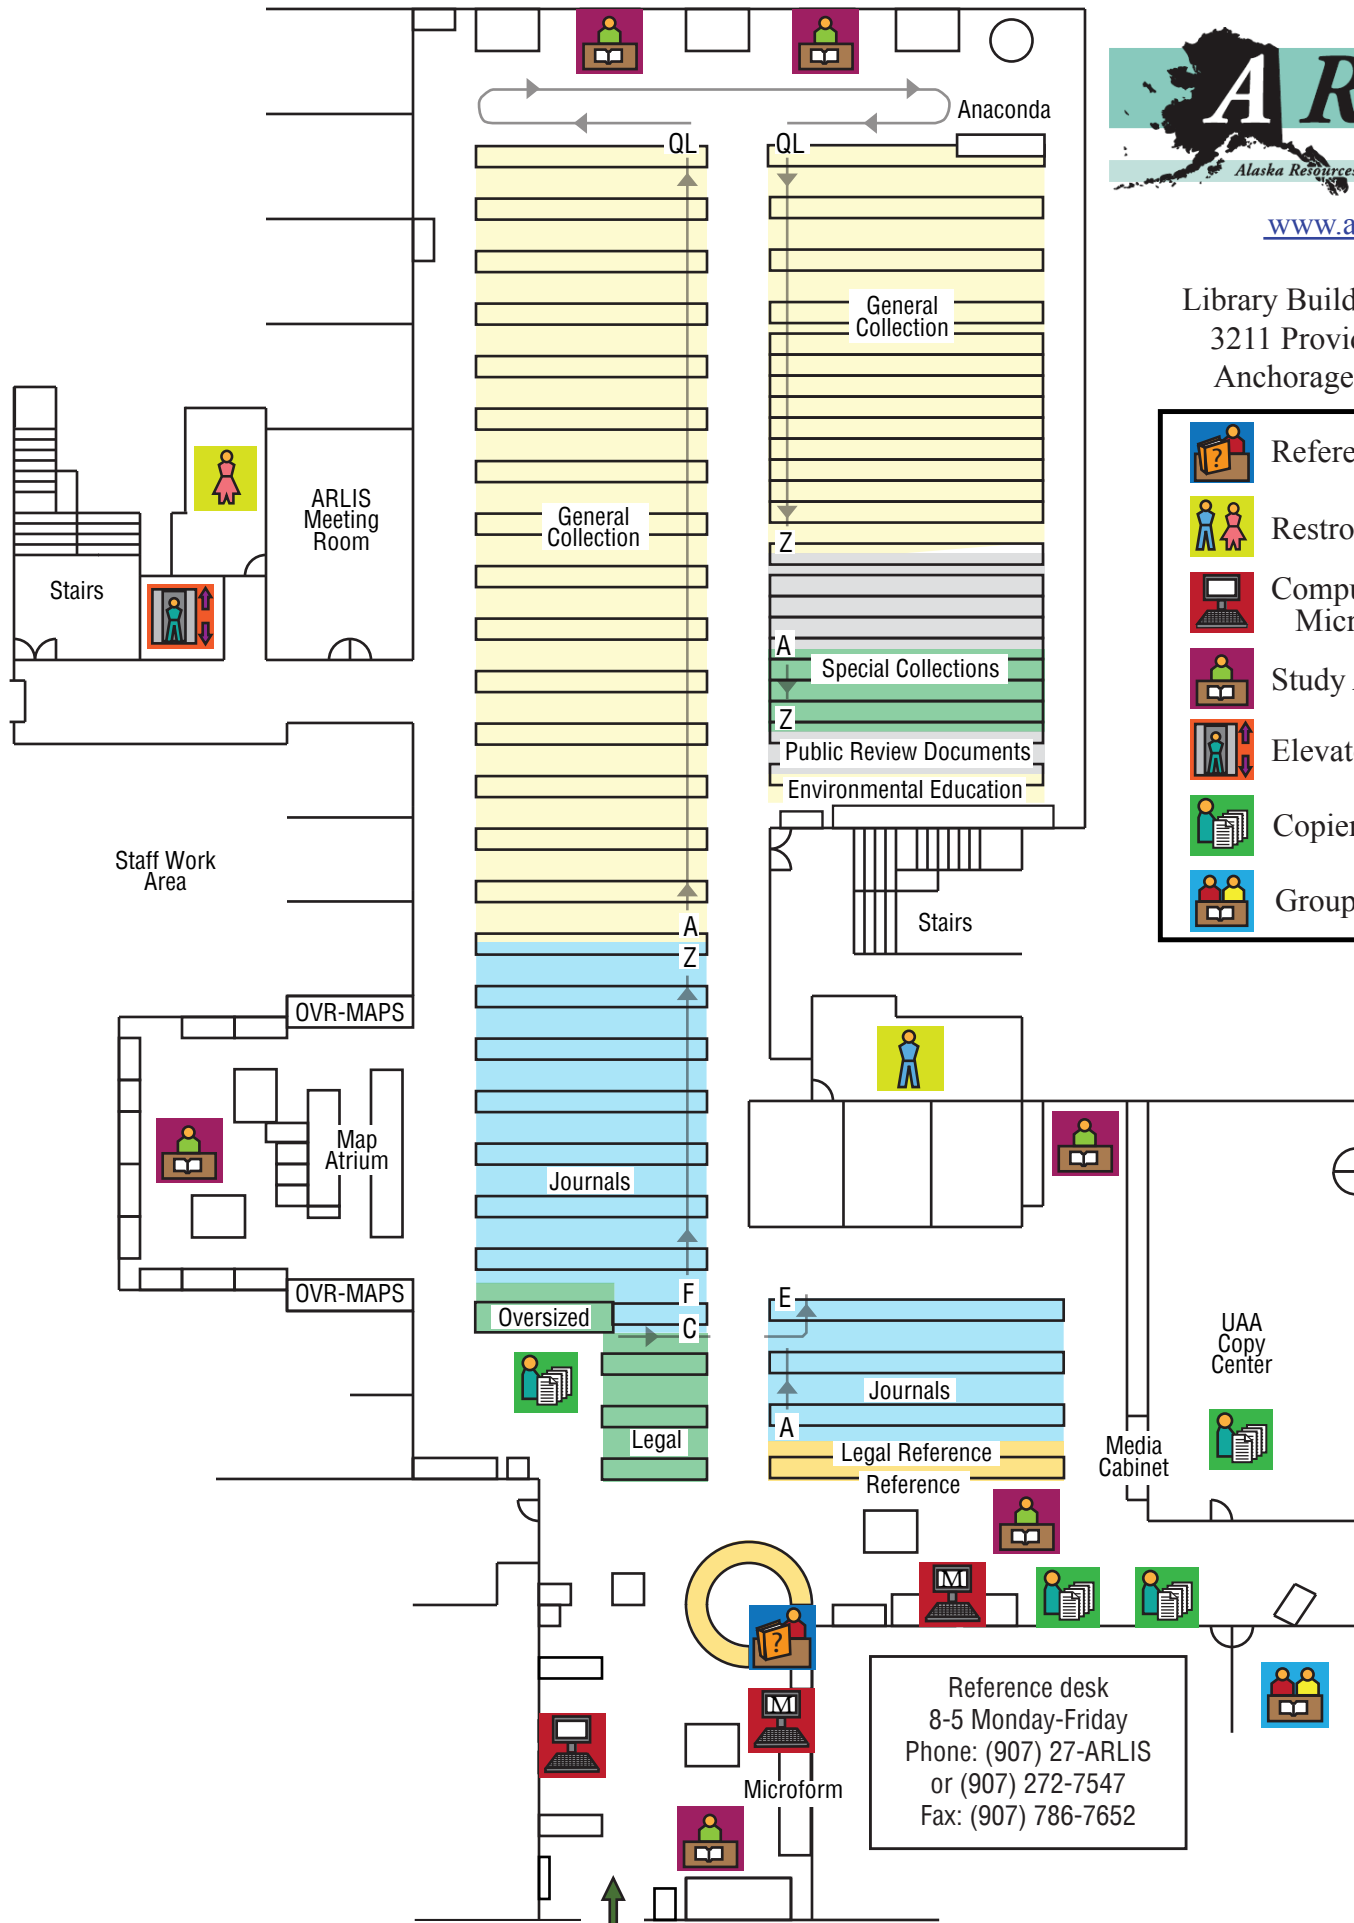 A R
Alaska Resources
www.a
Library Build
3211 Provi
Anchorage
Refere
Restro
Compu
Micr
Study
Elevat
Copier
Group
Anaconda
QL
QL
General
Collection
General
Collection
ARLIS
Meeting
Room
Stairs
Z
A
Special Collections
Z
Public Review Documents
Environmental Education
Staff Work
Area
Stairs
A
Z
OVR-MAPS
Map
Atrium
Journals
OVR-MAPS
F
E
Oversized
C
UAA
Copy
Center
Journals
A
Legal
Legal Reference
Reference
Media
Cabinet
M
?
M
Microform
Reference desk
8-5 Monday-Friday
Phone: (907) 27-ARLIS
or (907) 272-7547
Fax: (907) 786-7652